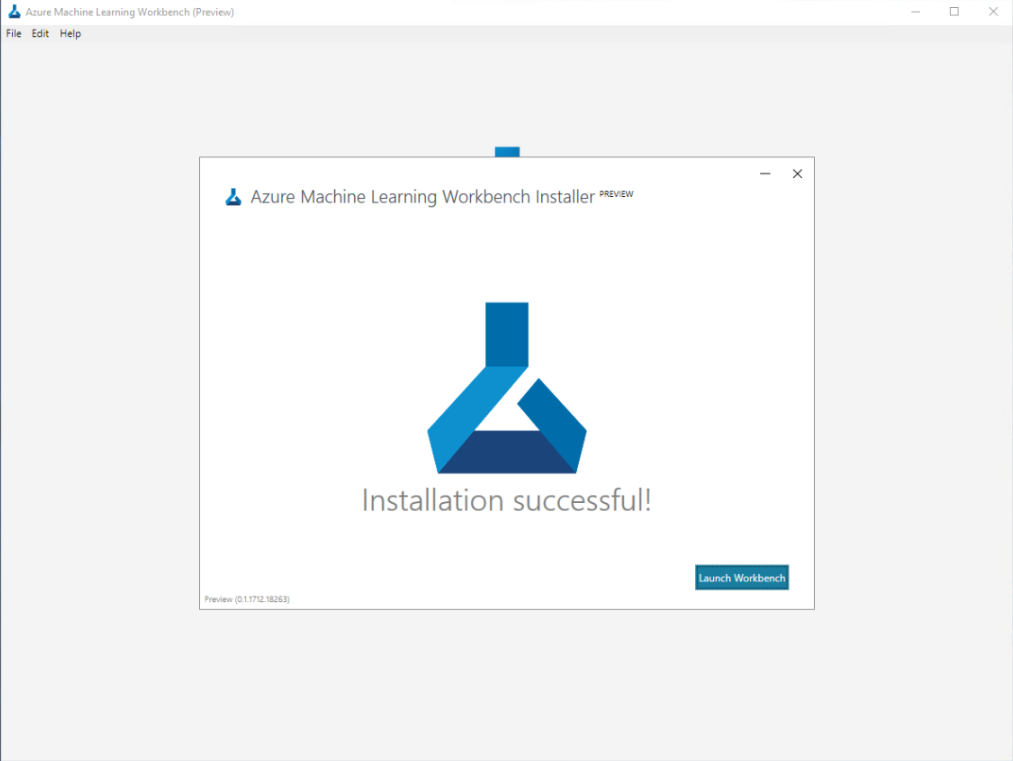 Azure Machine Learning Workbench (Preview)
File Edit Help
Azure Machine Learning Workbench Installer PREVIEW
Installation successful!
Launch Workbench
Preview (0.1.1712.18263)